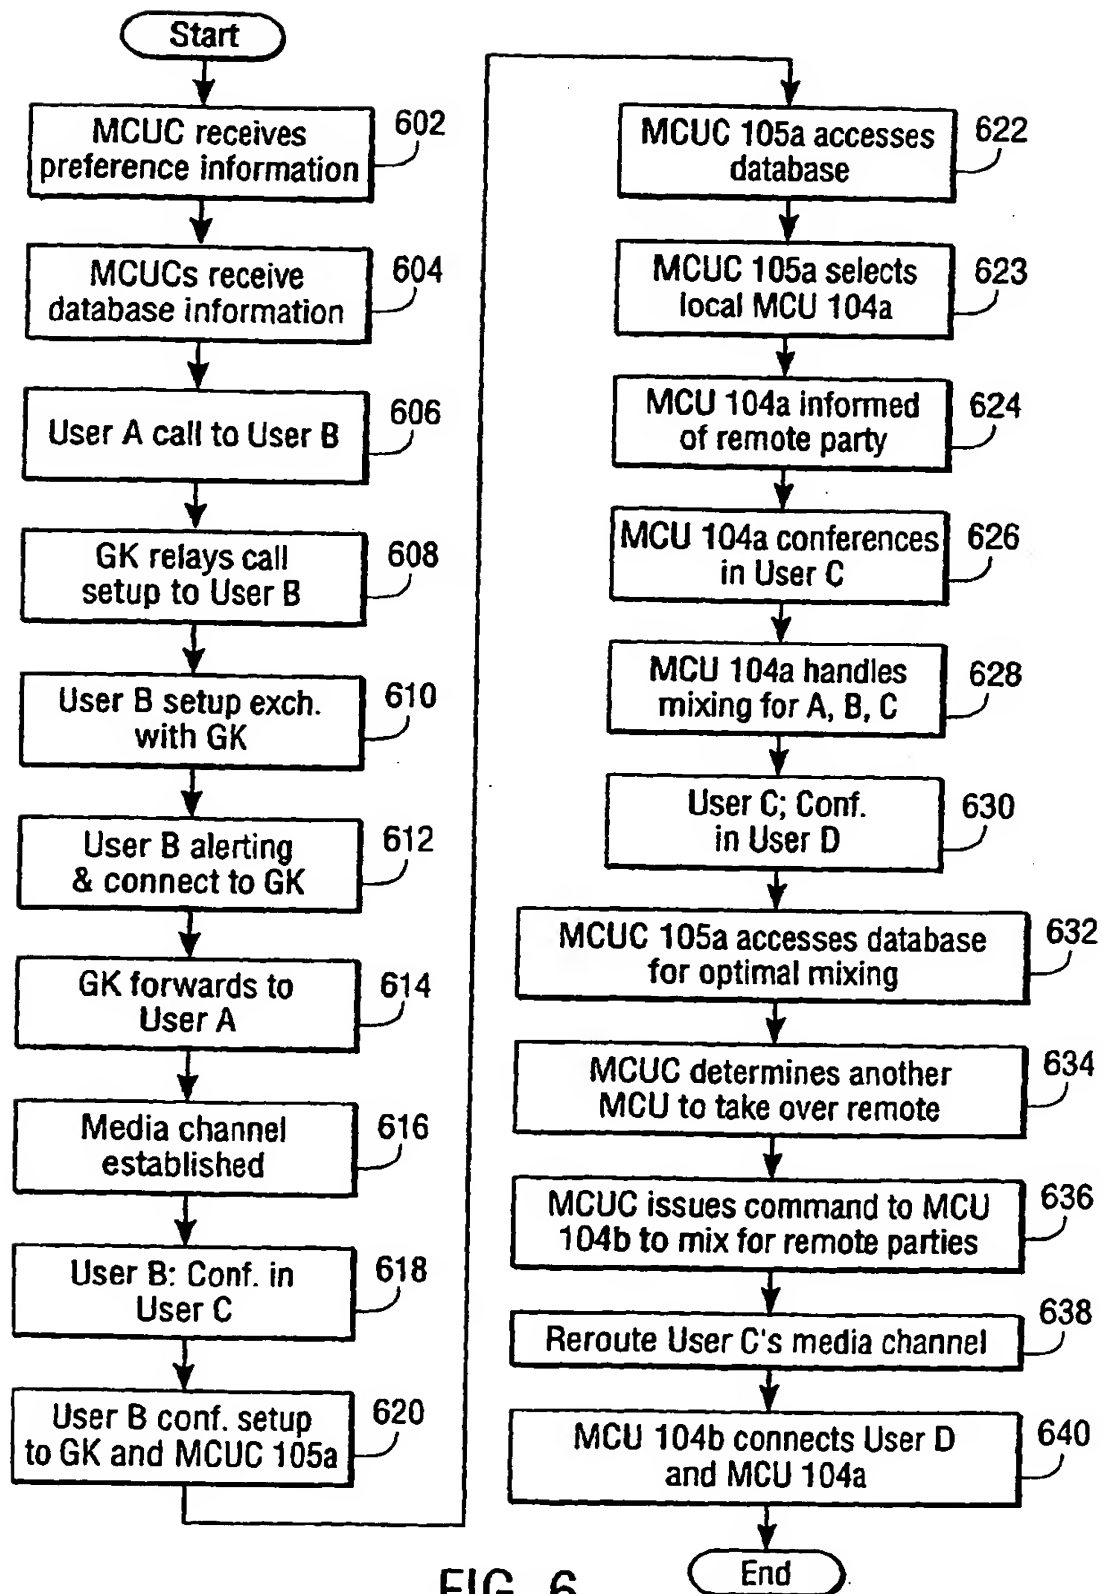 Start
MCUC receives
preference information
602
MCUCs receive
database information
604
User A call to User B
606
GK relays call
setup to User B
608
User B setup exch.
with GK
610
User B alerting
& connect to GK
612
GK forwards to
User A
614
Media channel
established
616
User B: Conf. in
User C
618
User B conf. setup
to GK and MCUC 105a
620
MCUC 105a accesses
database
622
MCUC 105a selects
local MCU 104a
623
MCU 104a informed
of remote party
624
MCU 104a conferences
in User C
626
MCU 104a handles
mixing for A, B, C
628
User C; Conf.
in User D
630
MCUC 105a accesses database
for optimal mixing
632
MCUC determines another
MCU to take over remote
634
MCUC issues command to MCU
104b to mix for remote parties
636
Reroute User C's media channel
638
MCU 104b connects User D
and MCU 104a
640
End
FIG. 6